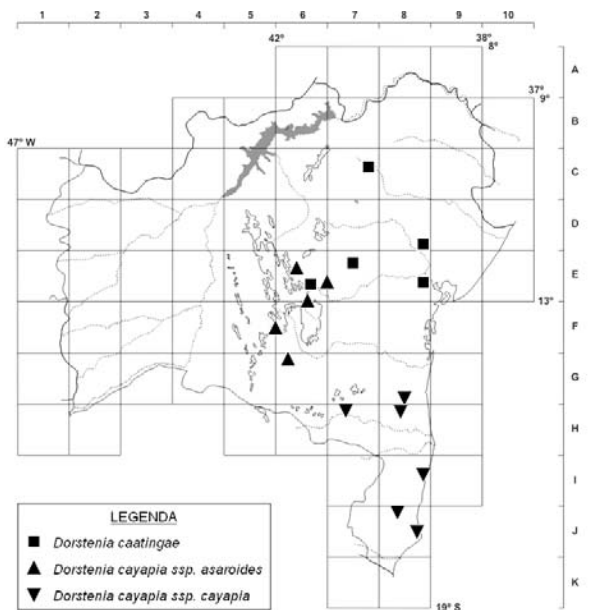 1 2 3 4 5 6 7 8 9 10
42° 38°
8°
A
37°
9°
B
47° W
C
D
E
13°
F
G
H
I
J
K
19° S
LEGENDA
Dorstenia caatingae
Dorstenia cayapia ssp. asaroides
Dorstenia cayapia ssp. cayapia